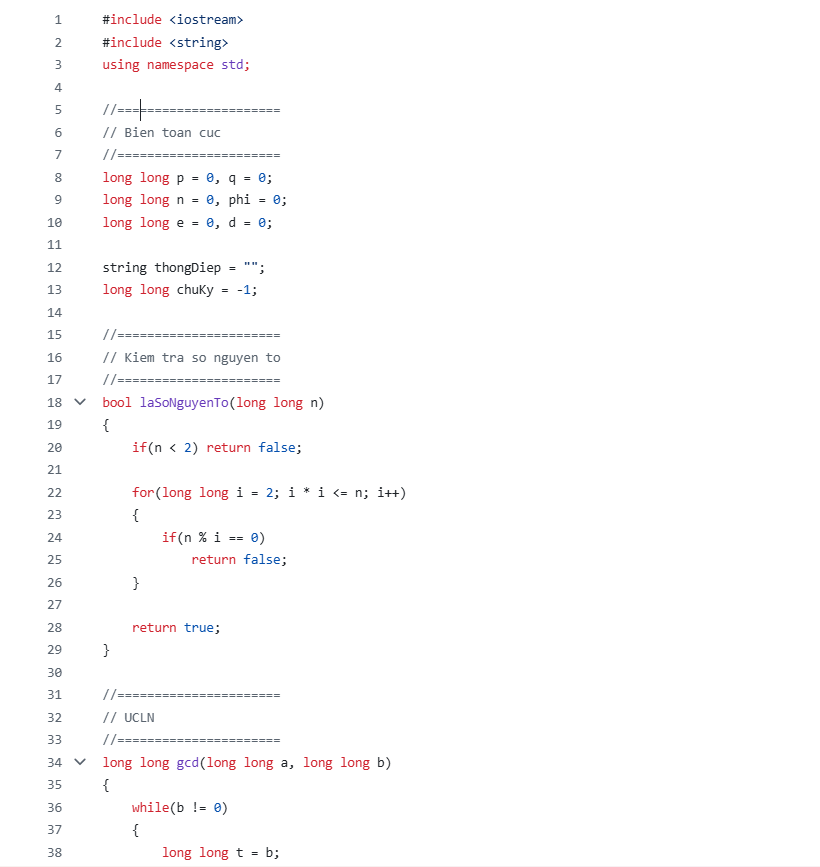 1 #include <iostream>
2 #include <string>
3 using namespace std;
4
5 //======================
6 // Bien toan cuc
7 //======================
8 long long p = 0, q = 0;
9 long long n = 0, phi = 0;
10 long long e = 0, d = 0;
11
12 string thongDiep = "";
13 long long chuKy = -1;
14
15 //======================
16 // Kiem tra so nguyen to
17 //======================
18 bool laSoNguyenTo(long long n)
19 {
20     if(n < 2) return false;
21
22     for(long long i = 2; i * i <= n; i++)
23     {
24         if(n % i == 0)
25             return false;
26     }
27
28     return true;
29 }
30
31 //======================
32 // UCLN
33 //======================
34 long long gcd(long long a, long long b)
35 {
36     while(b != 0)
37     {
38         long long t = b;